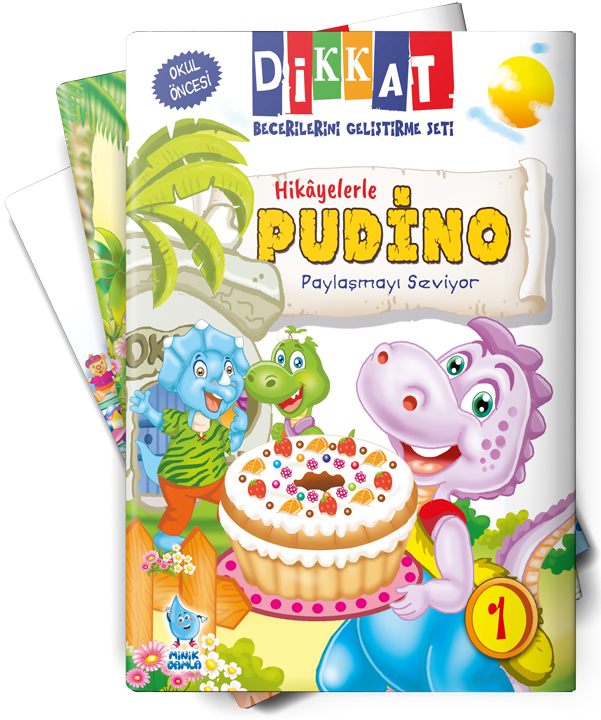 OKUL
ÖNCESİ
DİKKAT
BECERİLERİNİ GELİŞTİRME SETİ
Hikâyelerle
PUDİNO
Paylaşmayı Seviyor
OKU
1
MİNİK
DAMLA